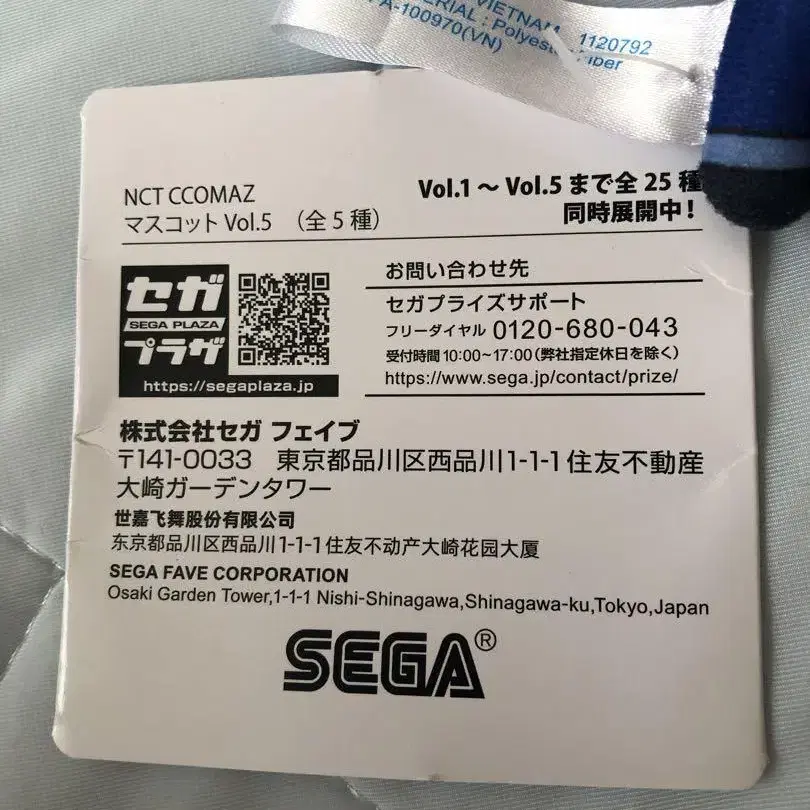 VIETNAM
MATERIAL : Polyester
PA-100970(VN)
1120792
NCT CCOMAZ
マスコット Vol.5 （全5種）
Vol.1 ～ Vol.5 まで全 25 種
同時展開中！
セガ
SEGA PLAZA
プラザ
https://segaplaza.jp
お問い合わせ先
セガプライズサポート
フリーダイヤル 0120-680-043
受付時間 10:00~17:00（弊社指定休日を除く）
https://www.sega.jp/contact/prize/
株式会社セガ フェイブ
〒141-0033 東京都品川区西品川1-1-1 住友不動産
大崎ガーデンタワー
世嘉飞舞股份有限公司
东京都品川区西品川1-1-1 住友不动产大崎花园大厦
SEGA FAVE CORPORATION
Osaki Garden Tower,1-1-1 Nishi-Shinagawa,Shinagawa-ku,Tokyo,Japan
SEGA®